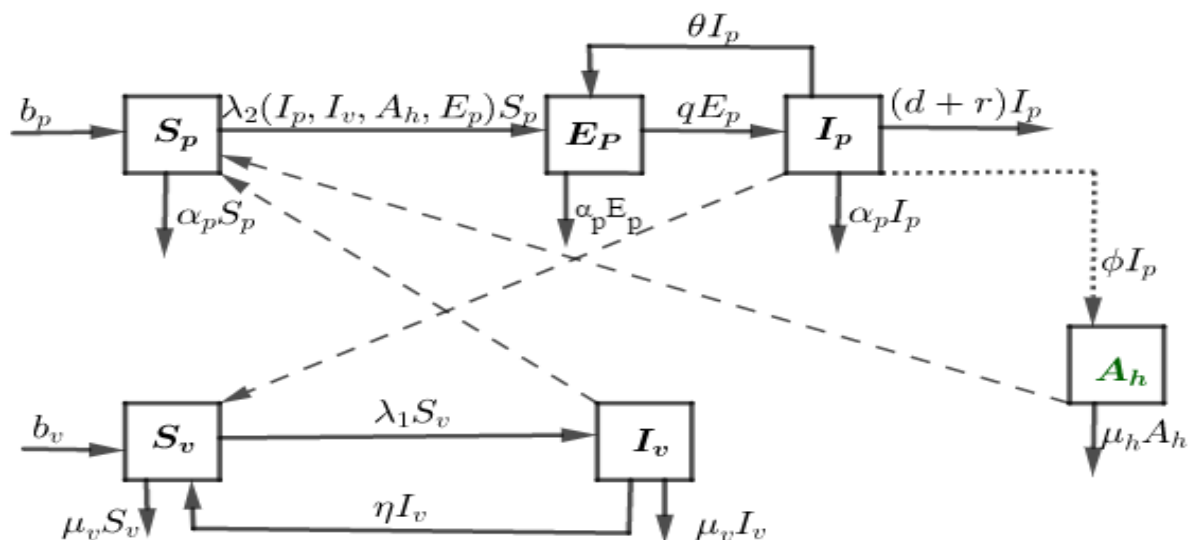 θI_p
b_p
S_p
λ_2(I_p, I_v, A_h, E_p)S_p
E_P
qE_p
I_p
(d + r)I_p
α_pS_p
α_pE_p
α_pI_p
ϕI_p
A_h
μ_hA_h
b_v
S_v
λ_1S_v
I_v
μ_vS_v
ηI_v
μ_vI_v